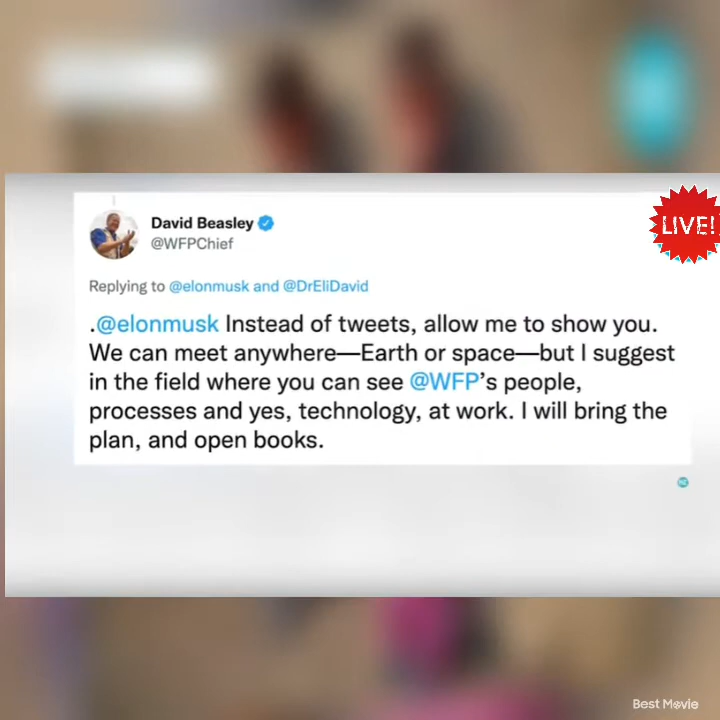 David Beasley
@WFPChief
LIVE!
Replying to @elonmusk and @DrEliDavid
.@elonmusk Instead of tweets, allow me to show you.
We can meet anywhere—Earth or space—but I suggest
in the field where you can see @WFP's people,
processes and yes, technology, at work. I will bring the
plan, and open books.
Best Movie